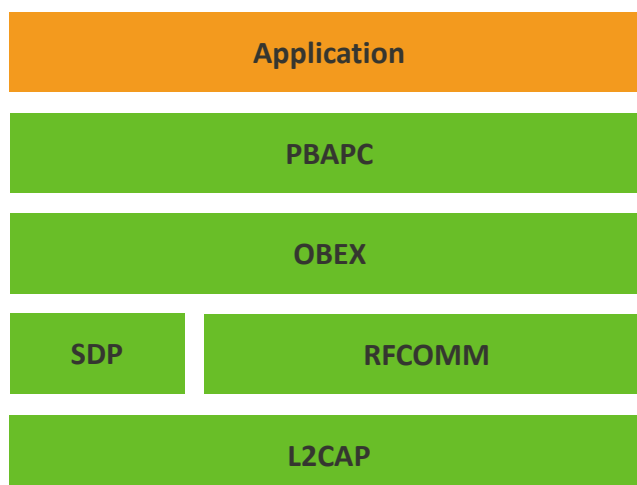 Application
PBAPC
OBEX
SDP
RFCOMM
L2CAP